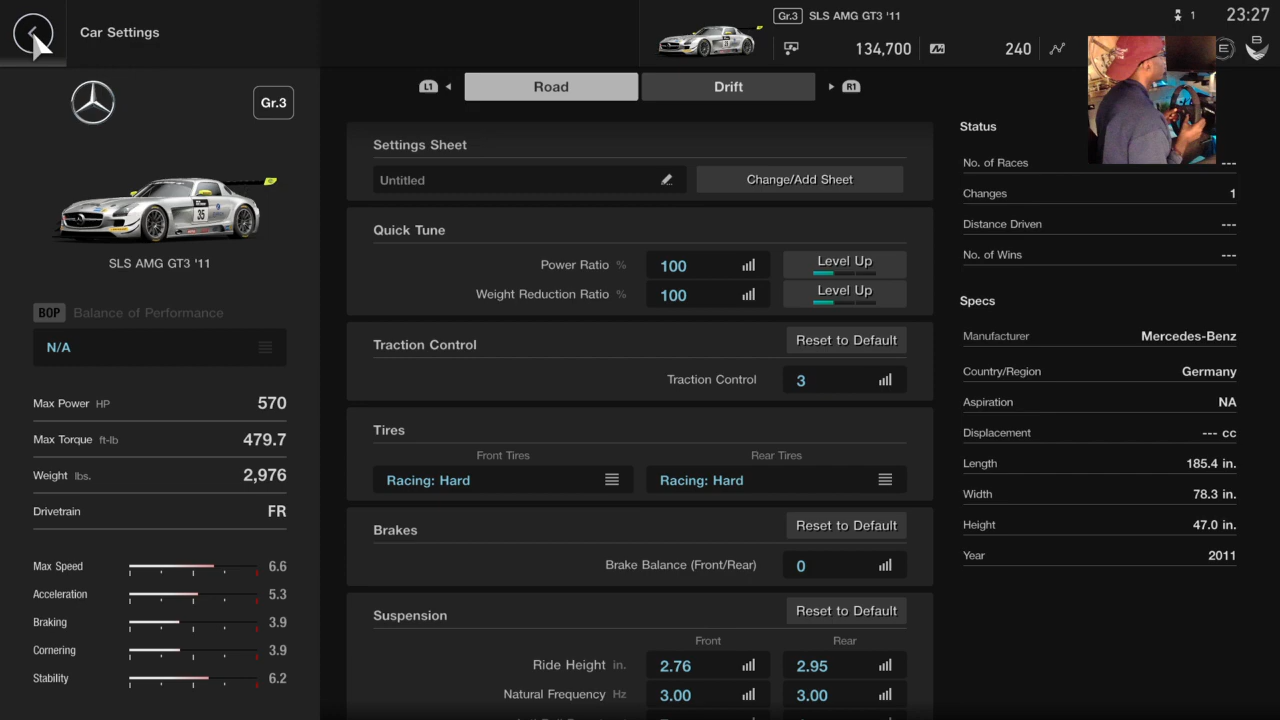 Car Settings
Gr.3 SLS AMG GT3 '11
134,700
240
1
23:27
E
B
Gr.3
35
SLS AMG GT3 '11
BOP Balance of Performance
N/A
Max Power HP 570
Max Torque ft-lb 479.7
Weight lbs. 2,976
Drivetrain FR
Max Speed 6.6
Acceleration 5.3
Braking 3.9
Cornering 3.9
Stability 6.2
L1 Road Drift R1
Settings Sheet
Untitled Change/Add Sheet
Quick Tune
Power Ratio % 100 Level Up
Weight Reduction Ratio % 100 Level Up
Traction Control Reset to Default
Traction Control 3
Tires
Front Tires Rear Tires
Racing: Hard Racing: Hard
Brakes Reset to Default
Brake Balance (Front/Rear) 0
Suspension Reset to Default
Front Rear
Ride Height in. 2.76 2.95
Natural Frequency Hz 3.00 3.00
Status
No. of Races ---
Changes 1
Distance Driven ---
No. of Wins ---
Specs
Manufacturer Mercedes-Benz
Country/Region Germany
Aspiration NA
Displacement --- cc
Length 185.4 in.
Width 78.3 in.
Height 47.0 in.
Year 2011